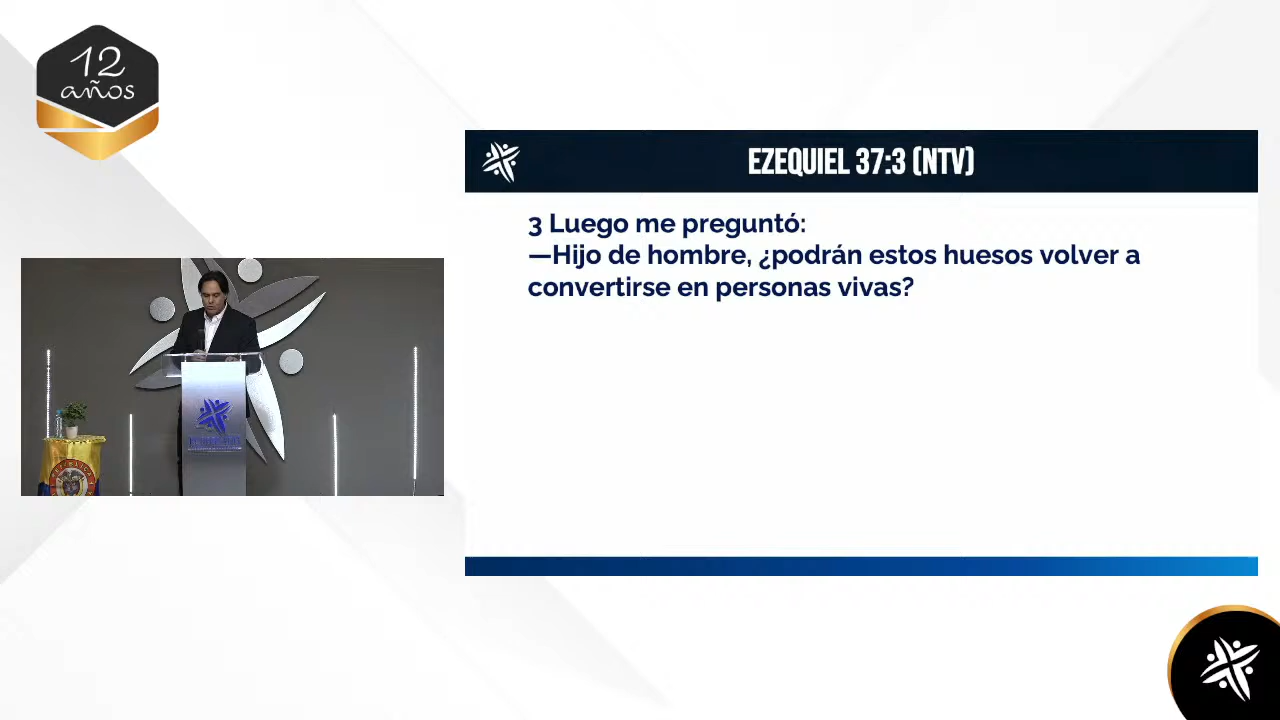 12
años
EZEQUIEL 37:3 (NTV)
3 Luego me preguntó:
—Hijo de hombre, ¿podrán estos huesos volver a
convertirse en personas vivas?